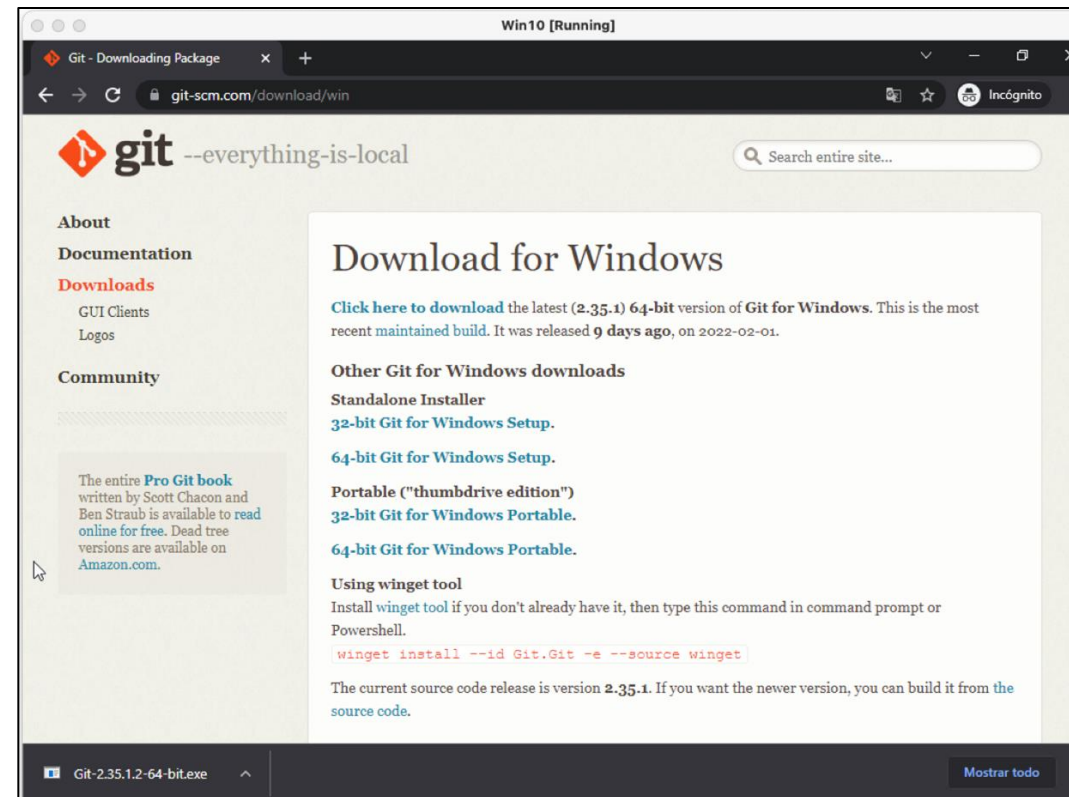 Win10 [Running]
Git - Downloading Package
git-scm.com/download/win
Incógnito
git --everything-is-local
Search entire site...
About
Documentation
Downloads
GUI Clients
Logos
Community
The entire Pro Git book
written by Scott Chacon and
Ben Straub is available to read
online for free. Dead tree
versions are available on
Amazon.com.
Download for Windows
Click here to download the latest (2.35.1) 64-bit version of Git for Windows. This is the most
recent maintained build. It was released 9 days ago, on 2022-02-01.
Other Git for Windows downloads
Standalone Installer
32-bit Git for Windows Setup.
64-bit Git for Windows Setup.
Portable ("thumbdrive edition")
32-bit Git for Windows Portable.
64-bit Git for Windows Portable.
Using winget tool
Install winget tool if you don't already have it, then type this command in command prompt or
Powershell.
winget install --id Git.Git -e --source winget
The current source code release is version 2.35.1. If you want the newer version, you can build it from the
source code.
Git-2.35.1.2-64-bit.exe
Mostrar todo